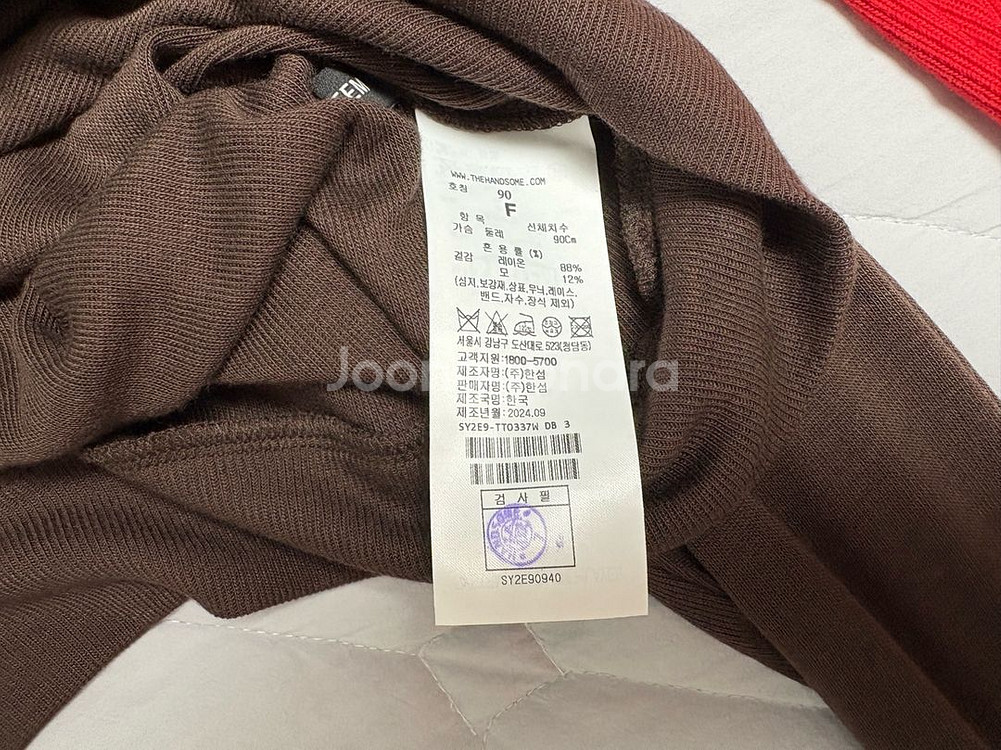 EM
WWW.THEHANDSOME.COM
호칭 90
F
항 목 신체치수
가슴 둘레 90Cm
혼 용 률 (%)
겉감 레이온 88%
모 12%
(심지,보강재,상표,무늬,레이스,
밴드,자수,장식 제외)
서울시 강남구 도산대로 523(청담동)
고객지원:1800-5700
제조자명:(주)한섬
판매자명:(주)한섬
제조국명:한국
제조년월:2024.09
SY2E9-TTO337W DB 3
검 사 필
HANDSOME
SY2E90940